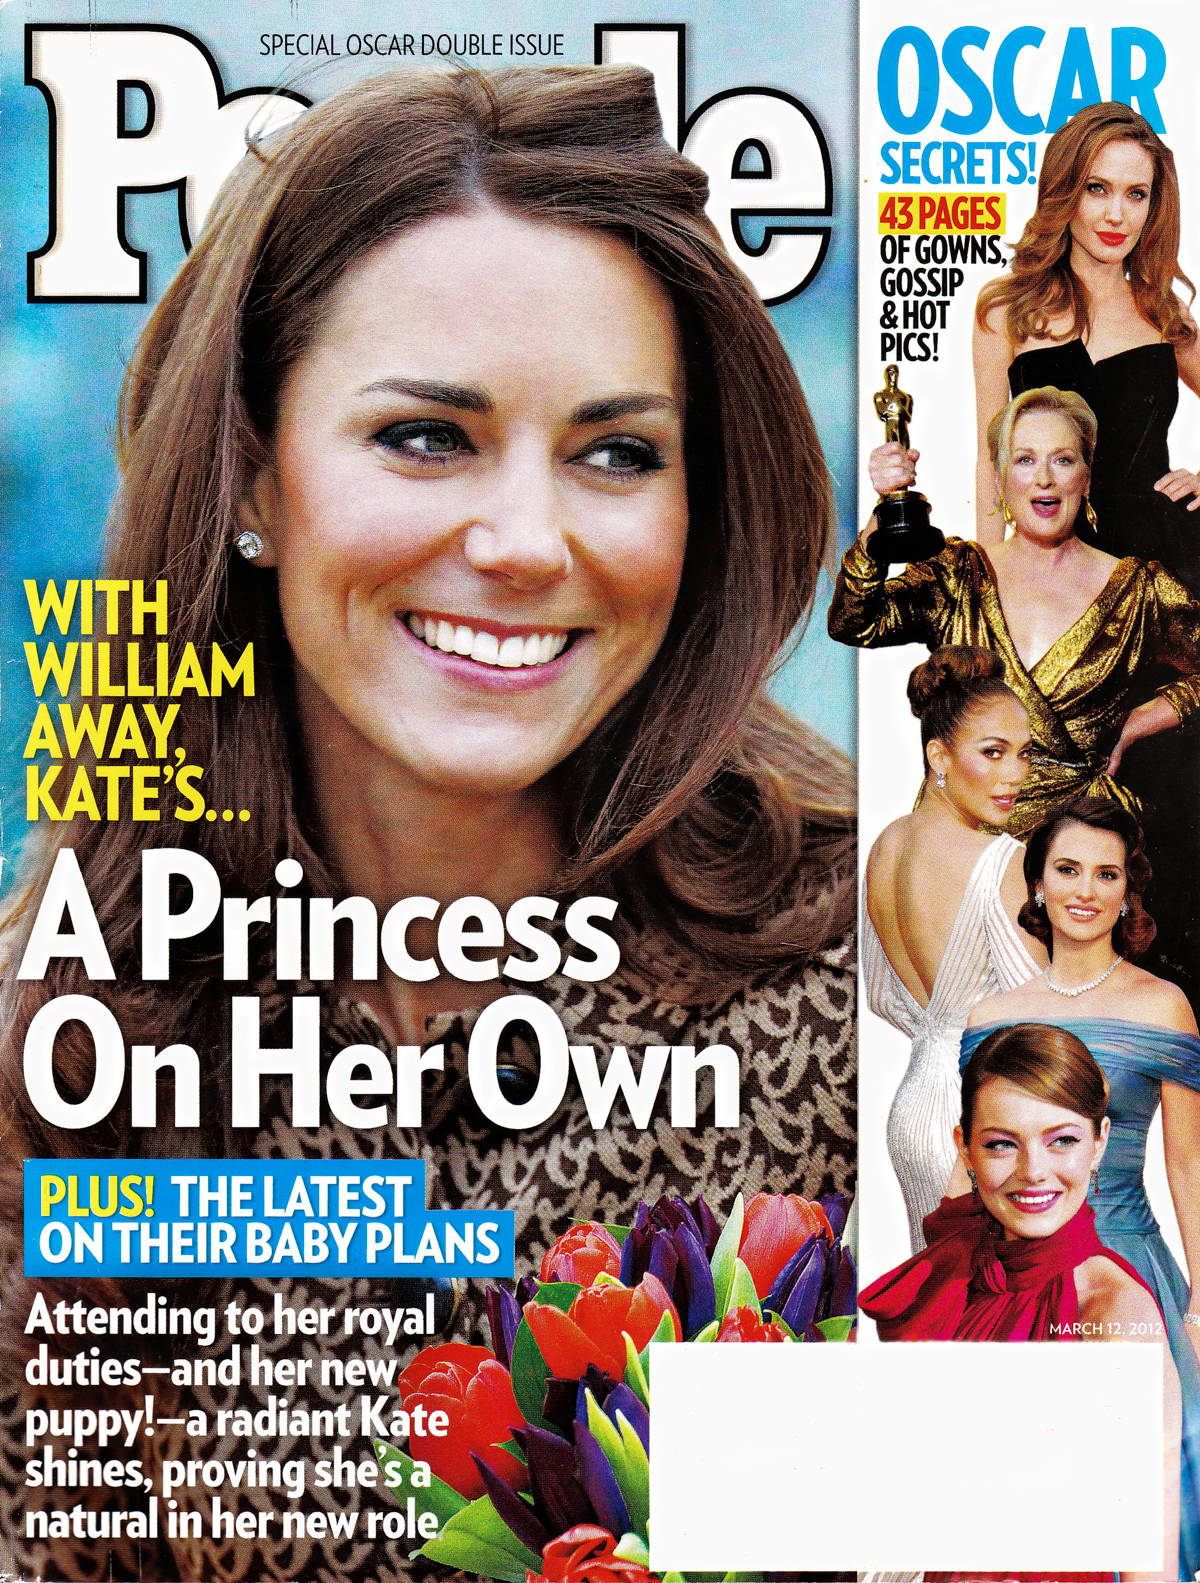 SPECIAL OSCAR DOUBLE ISSUE
People
OSCAR
SECRETS!
43 PAGES
OF GOWNS,
GOSSIP
& HOT
PICS!
WITH
WILLIAM
AWAY,
KATE'S...
A Princess
On Her Own
PLUS! THE LATEST
ON THEIR BABY PLANS
Attending to her royal
duties—and her new
puppy!—a radiant Kate
shines, proving she's a
natural in her new role
MARCH 12, 2012